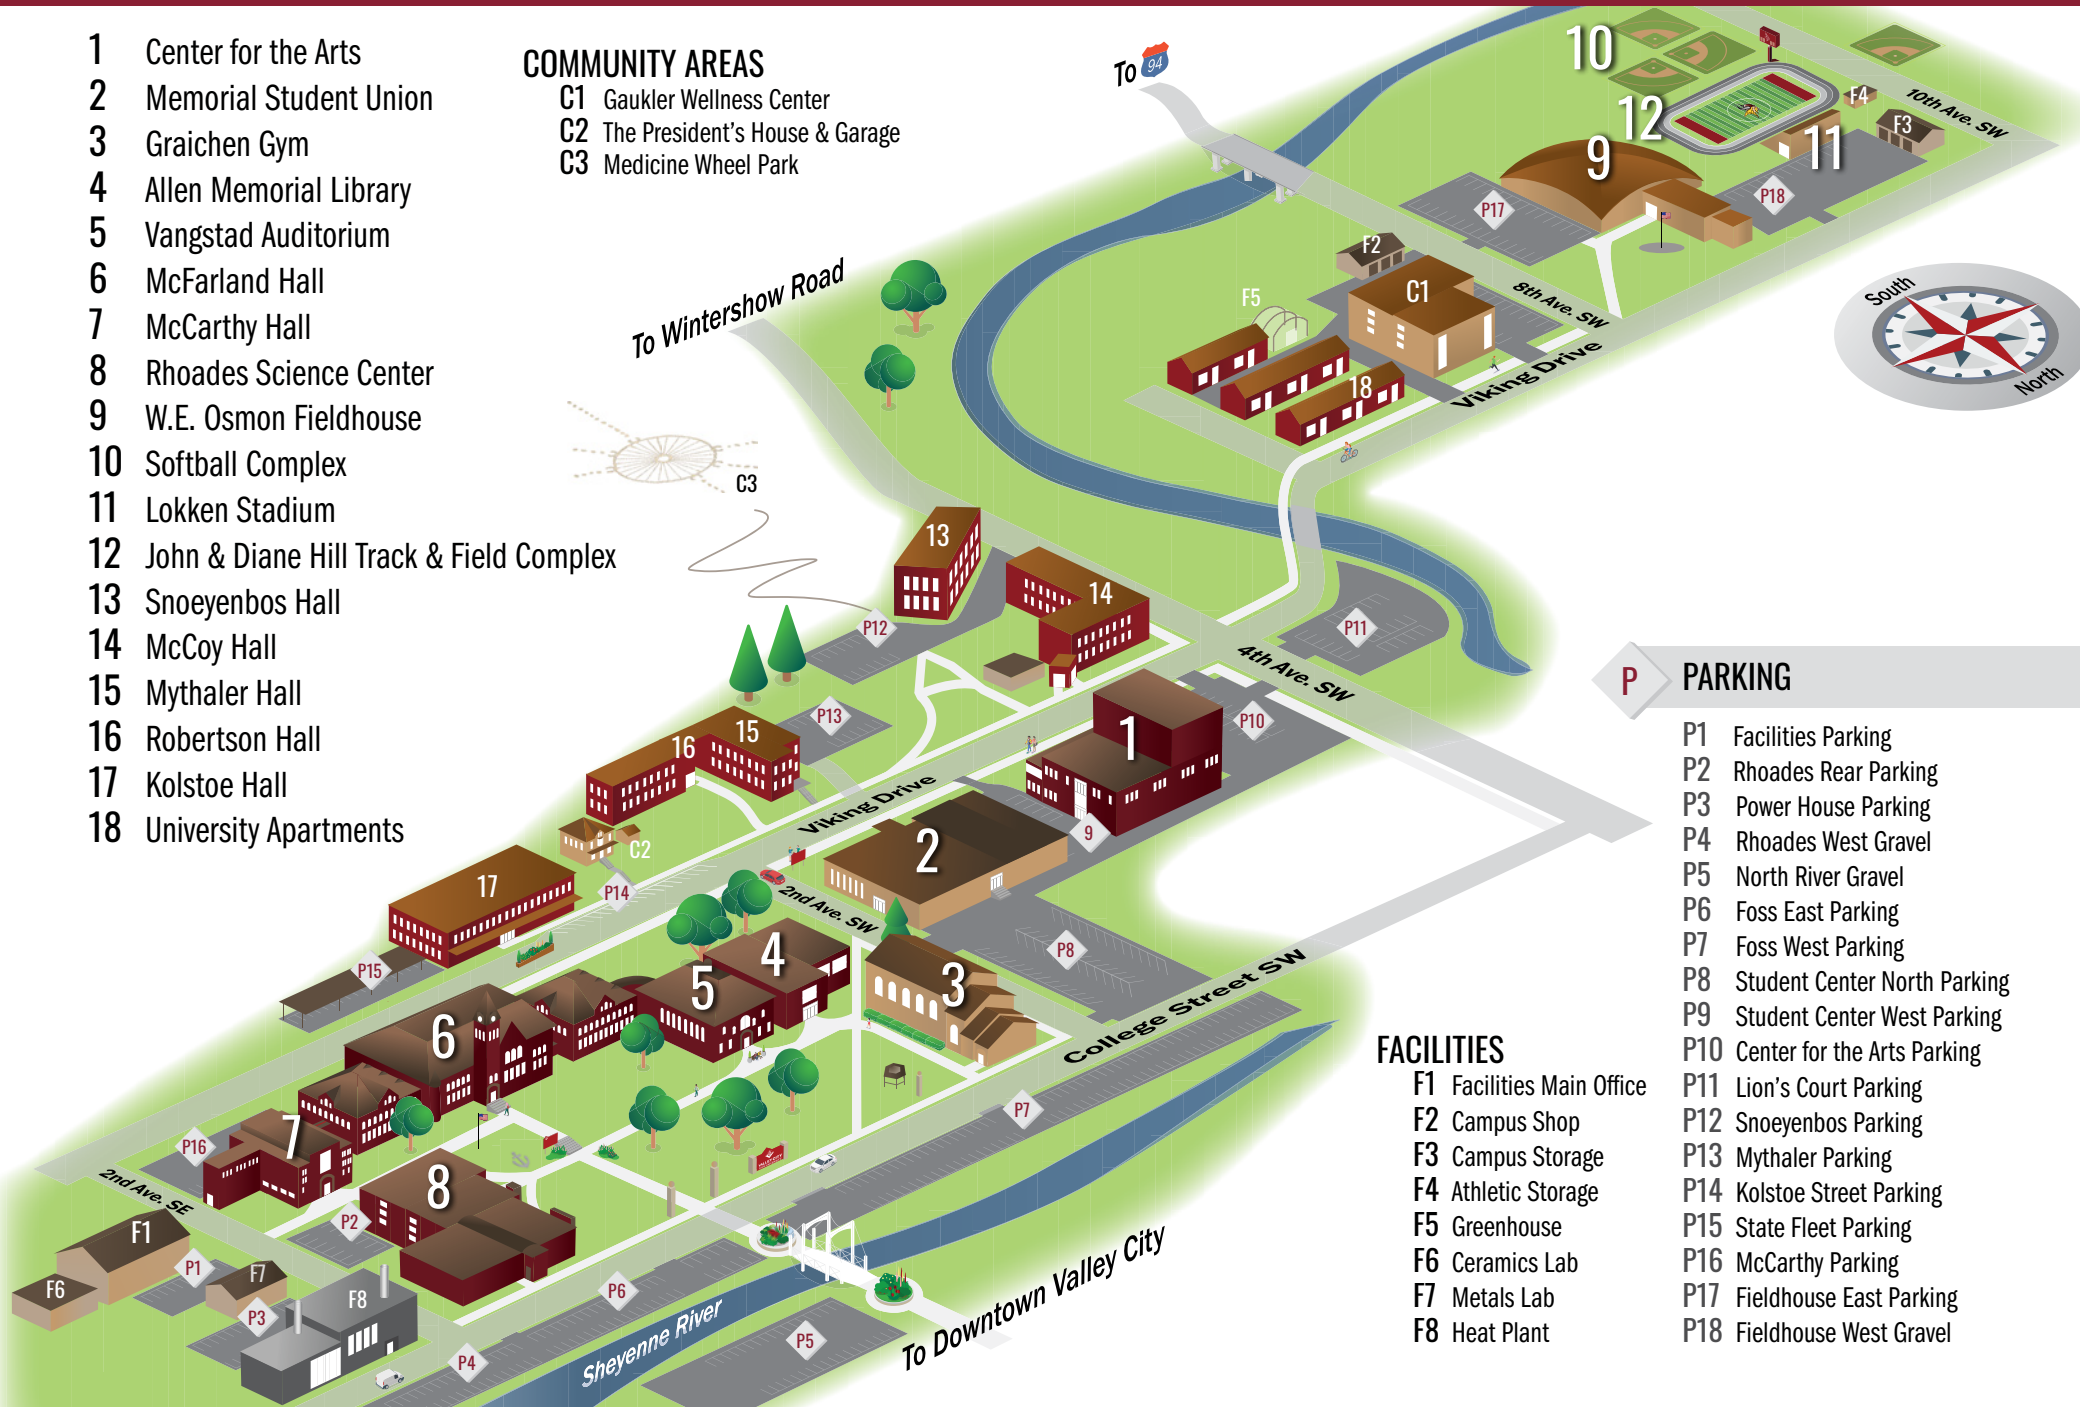 1 Center for the Arts
2 Memorial Student Union
3 Graichen Gym
4 Allen Memorial Library
5 Vangstad Auditorium
6 McFarland Hall
7 McCarthy Hall
8 Rhoades Science Center
9 W.E. Osmon Fieldhouse
10 Softball Complex
11 Lokken Stadium
12 John & Diane Hill Track & Field Complex
13 Snoeyenbos Hall
14 McCoy Hall
15 Mythaler Hall
16 Robertson Hall
17 Kolstoe Hall
18 University Apartments
COMMUNITY AREAS
C1 Gaukler Wellness Center
C2 The President's House & Garage
C3 Medicine Wheel Park
To 94
10
12
9
11
F4
F3
10th Ave. SW
P17
P18
F2
C1
F5
18
8th Ave. SW
Viking Drive
South
North
To Wintershow Road
C3
13
14
P12
P11
P13
4th Ave. SW
P10
1
15
16
Viking Drive
9
2
C2
P14
17
2nd Ave. SW
P15
4
5
3
P8
College Street SW
6
P7
7
P16
8
2nd Ave. SE
P2
F1
P1
F6
F7
P3
F8
P6
P4
Sheyenne River
P5
To Downtown Valley City
FACILITIES
F1 Facilities Main Office
F2 Campus Shop
F3 Campus Storage
F4 Athletic Storage
F5 Greenhouse
F6 Ceramics Lab
F7 Metals Lab
F8 Heat Plant
P PARKING
P1 Facilities Parking
P2 Rhoades Rear Parking
P3 Power House Parking
P4 Rhoades West Gravel
P5 North River Gravel
P6 Foss East Parking
P7 Foss West Parking
P8 Student Center North Parking
P9 Student Center West Parking
P10 Center for the Arts Parking
P11 Lion's Court Parking
P12 Snoeyenbos Parking
P13 Mythaler Parking
P14 Kolstoe Street Parking
P15 State Fleet Parking
P16 McCarthy Parking
P17 Fieldhouse East Parking
P18 Fieldhouse West Gravel